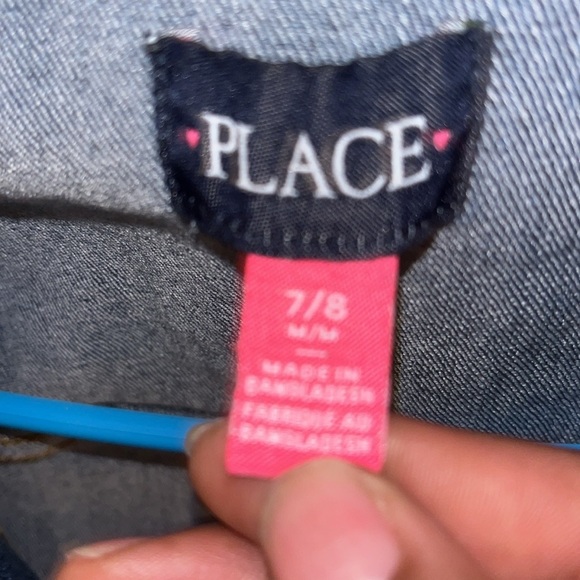 PLACE
7/8
M/M
MADE IN
BANGLADESH
FABRIQUÉ AU
BANGLADESH